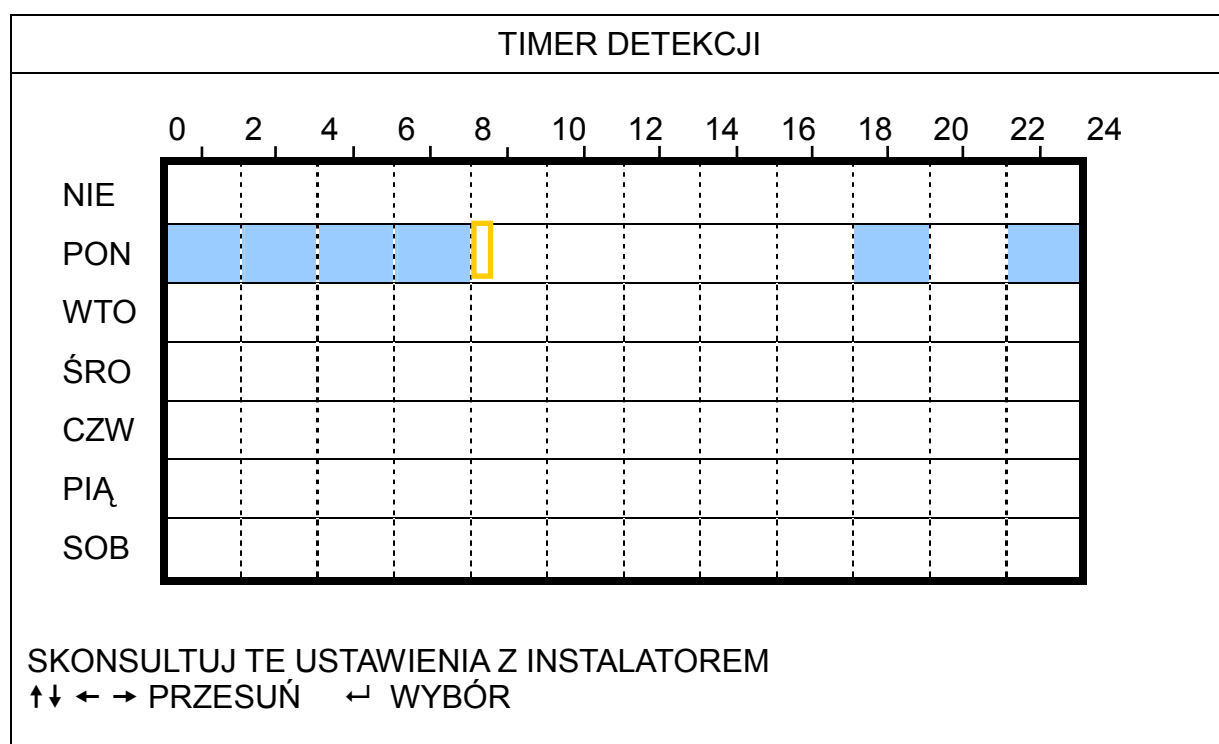 TIMER DETEKCJI
0 2 4 6 8 10 12 14 16 18 20 22 24
NIE
PON
WTO
ŚRO
CZW
PIĄ
SOB
SKONSULTUJ TE USTAWIENIA Z INSTALATOREM
↑↓ ← → PRZESUŃ ↵ WYBÓR